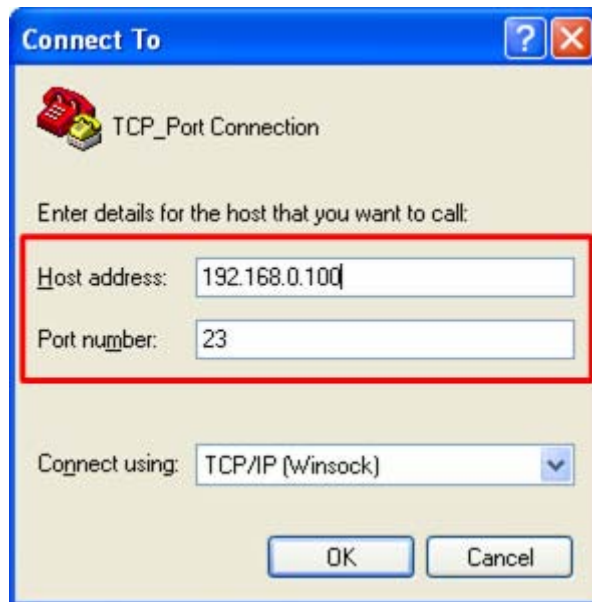 Connect To
TCP_Port Connection
Enter details for the host that you want to call:
Host address: 192.168.0.100
Port number: 23
Connect using: TCP/IP (Winsock)
OK Cancel